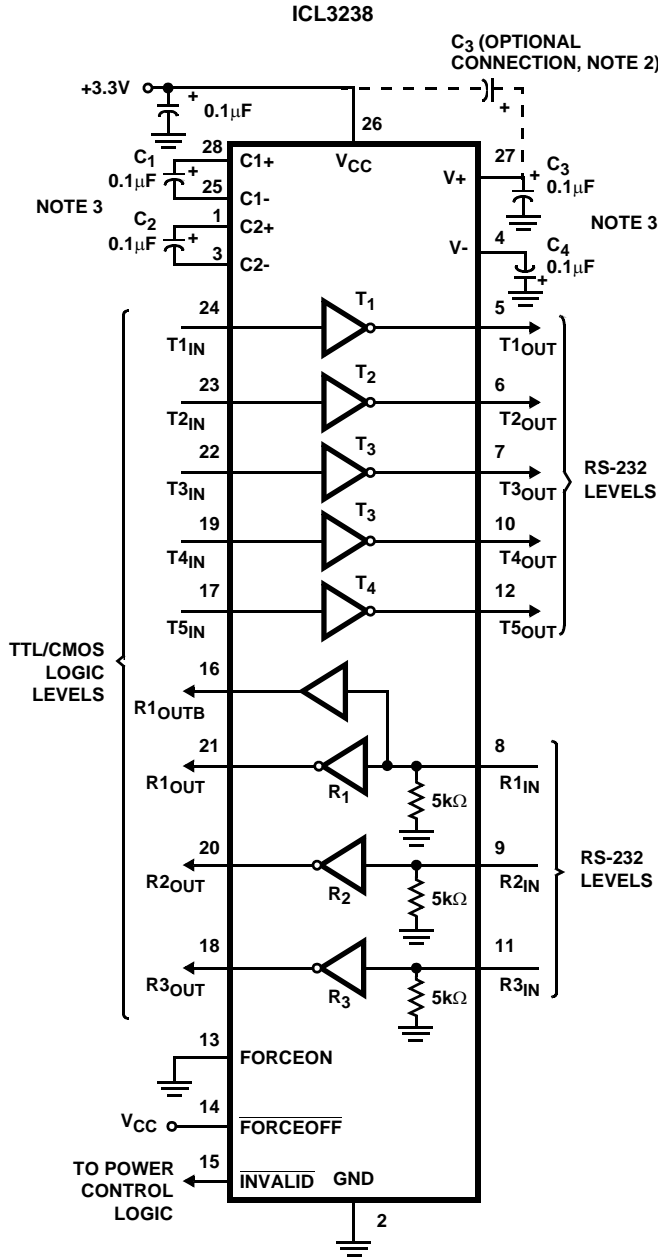 ICL3238
C3 (OPTIONAL
CONNECTION, NOTE 2)
+3.3V
+
0.1μF
+
26
28
C1+
VCC
27
C1
0.1μF
+
25
C1-
V+
+
C3
0.1μF
NOTE 3
1
C2+
NOTE 3
C2
0.1μF
+
3
C2-
V-
4
C4
0.1μF
+
24
T1
5
T1IN
T1OUT
23
T2
6
T2IN
T2OUT
22
T3
7
T3IN
T3OUT
RS-232
LEVELS
19
T3
10
T4IN
T4OUT
17
T4
12
T5IN
T5OUT
TTL/CMOS
LOGIC
LEVELS
16
R1OUTB
21
8
R1OUT
R1
5kΩ
R1IN
20
9
R2OUT
R2
5kΩ
R2IN
RS-232
LEVELS
18
11
R3OUT
R3
5kΩ
R3IN
13
FORCEON
14
VCC
FORCEOFF
15
TO POWER
CONTROL
LOGIC
INVALID
GND
2